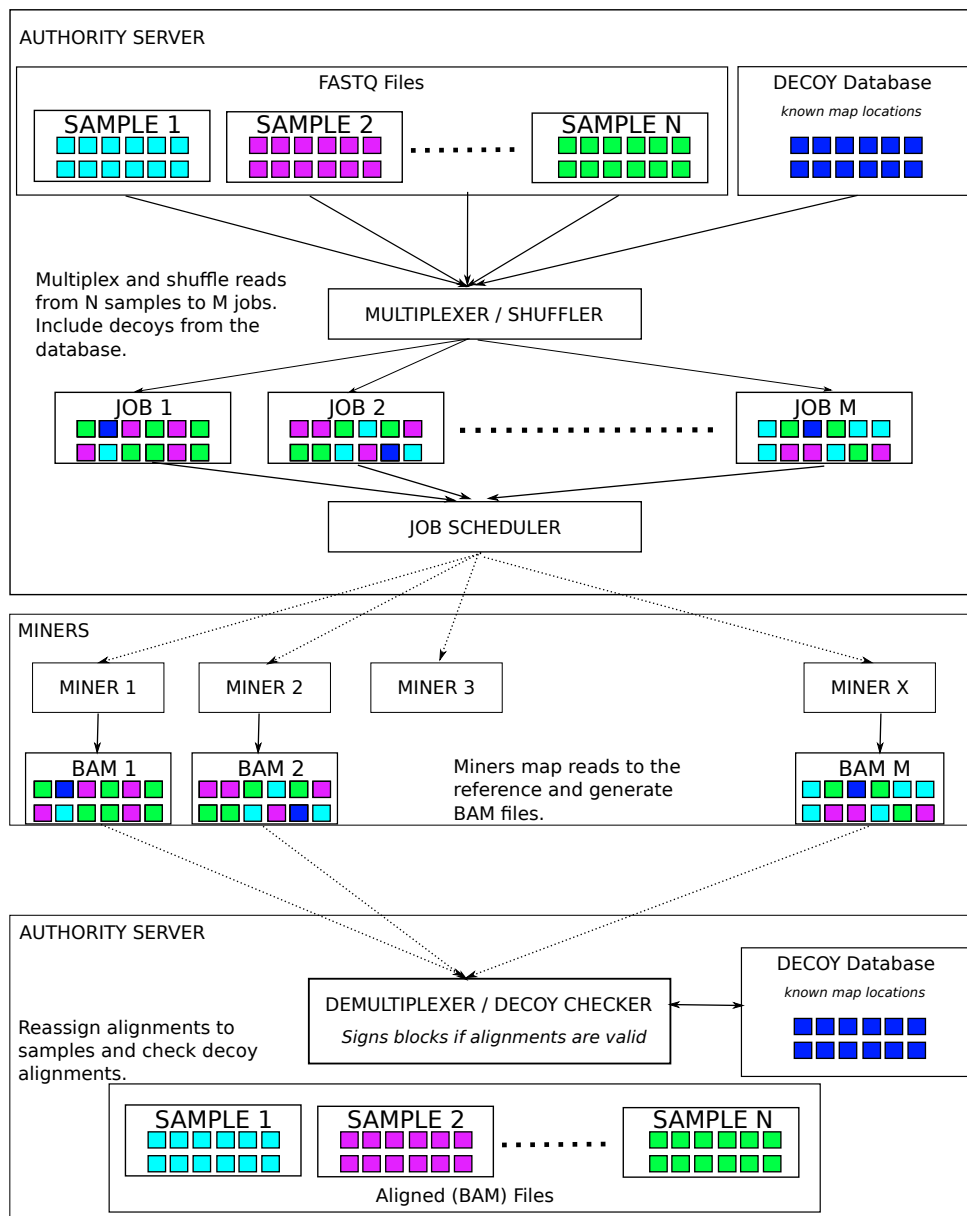 AUTHORITY SERVER
FASTQ Files
DECOY Database
known map locations
SAMPLE 1
SAMPLE 2
SAMPLE N
Multiplex and shuffle reads
from N samples to M jobs.
Include decoys from the
database.
MULTIPLEXER / SHUFFLER
JOB 1
JOB 2
JOB M
JOB SCHEDULER
MINERS
MINER 1
MINER 2
MINER 3
MINER X
BAM 1
BAM 2
Miners map reads to the
reference and generate
BAM files.
BAM M
AUTHORITY SERVER
DEMULTIPLEXER / DECOY CHECKER
Signs blocks if alignments are valid
DECOY Database
known map locations
Reassign alignments to
samples and check decoy
alignments.
SAMPLE 1
SAMPLE 2
SAMPLE N
Aligned (BAM) Files